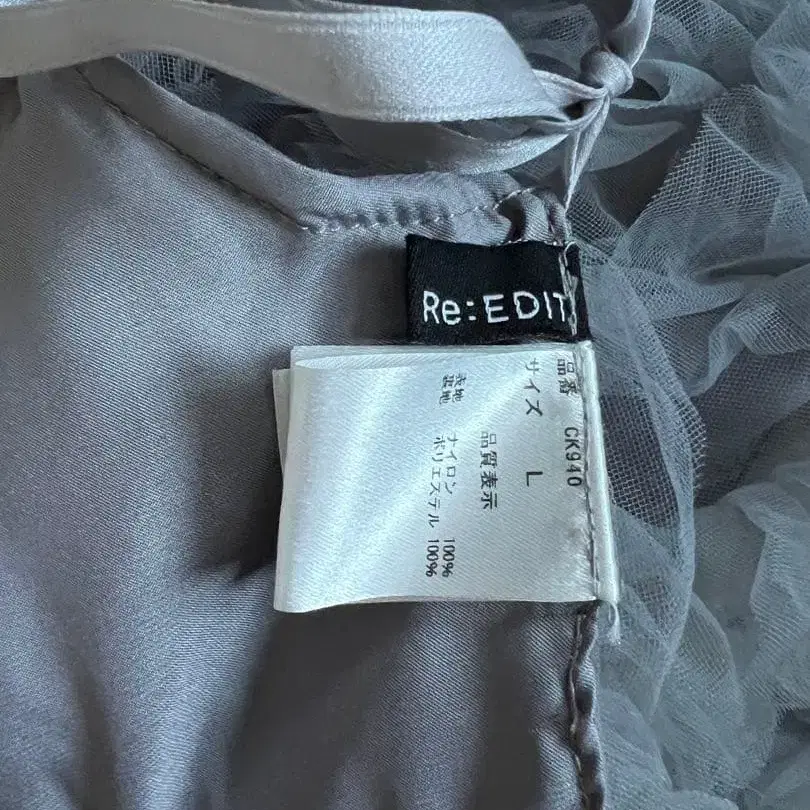 Re:EDIT
品番 CK940
サイズ L
品質表示
表地 ナイロン 100%
裏地 ポリエステル 100%